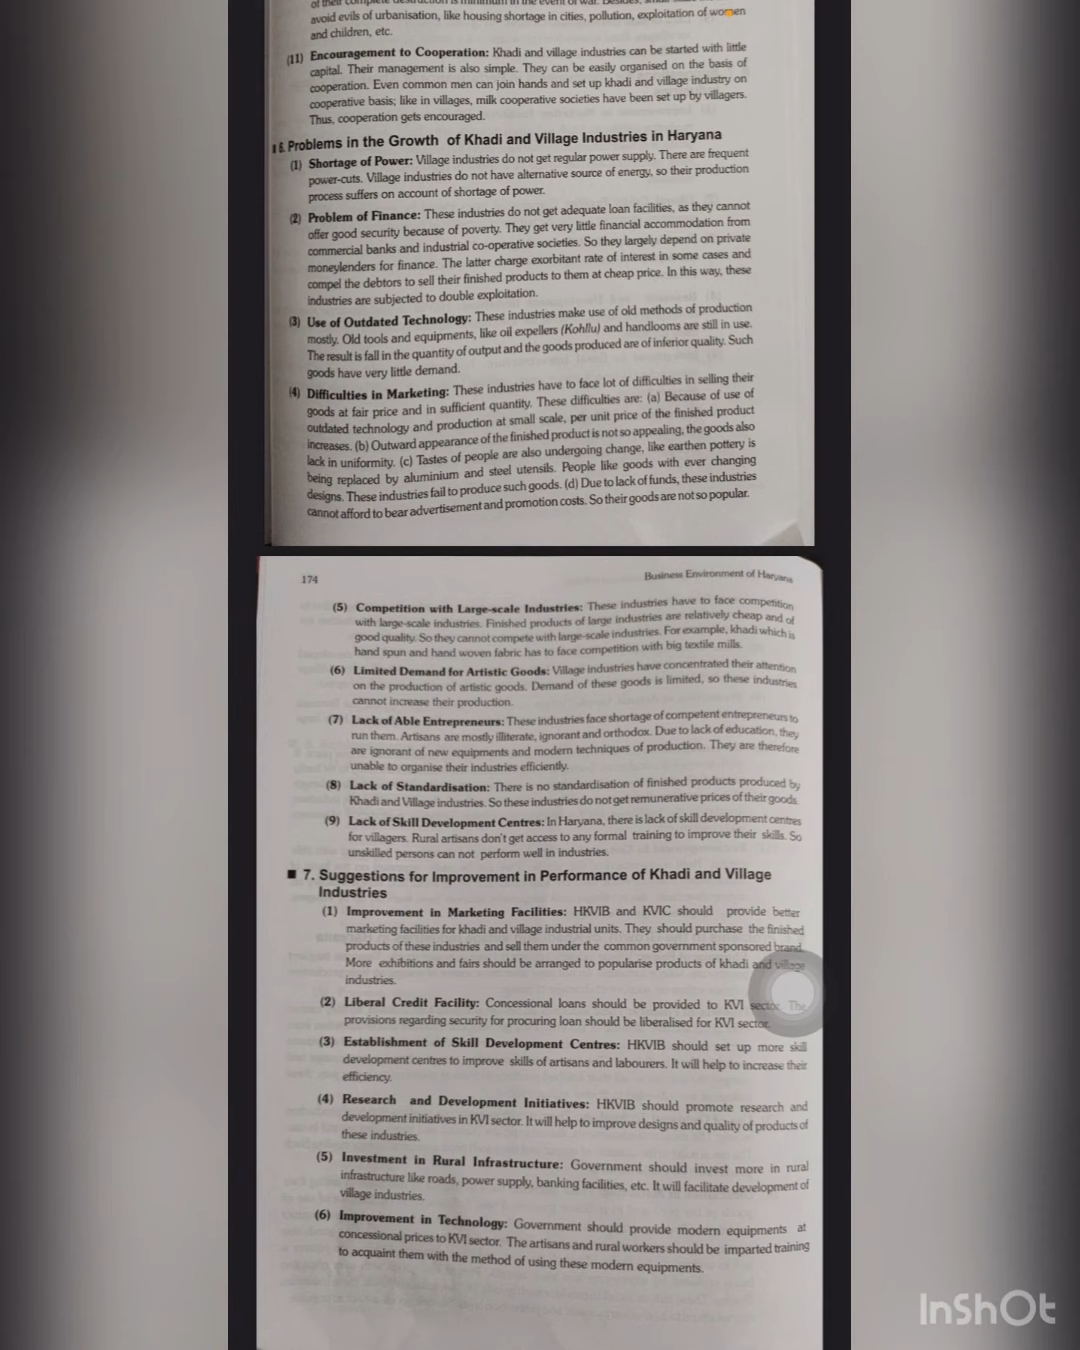 of their complete destruction is minimum in the event of war. Besides, small
avoid evils of urbanisation, like housing shortage in cities, pollution, exploitation of women
and children, etc.
(11) Encouragement to Cooperation: Khadi and village industries can be started with little
capital. Their management is also simple. They can be easily organised on the basis of
cooperation. Even common men can join hands and set up khadi and village industry on
cooperative basis; like in villages, milk cooperative societies have been set up by villagers.
Thus, cooperation gets encouraged.
6. Problems in the Growth of Khadi and Village Industries in Haryana
(1) Shortage of Power: Village industries do not get regular power supply. There are frequent
power-cuts. Village industries do not have alternative source of energy, so their production
process suffers on account of shortage of power.
(2) Problem of Finance: These industries do not get adequate loan facilities, as they cannot
offer good security because of poverty. They get very little financial accommodation from
commercial banks and industrial co-operative societies. So they largely depend on private
moneylenders for finance. The latter charge exorbitant rate of interest in some cases and
compel the debtors to sell their finished products to them at cheap price. In this way, these
industries are subjected to double exploitation.
(3) Use of Outdated Technology: These industries make use of old methods of production
mostly. Old tools and equipments, like oil expellers (Kohllu) and handlooms are still in use.
The result is fall in the quantity of output and the goods produced are of inferior quality. Such
goods have very little demand.
(4) Difficulties in Marketing: These industries have to face lot of difficulties in selling their
goods at fair price and in sufficient quantity. These difficulties are: (a) Because of use of
outdated technology and production at small scale, per unit price of the finished product
increases. (b) Outward appearance of the finished product is not so appealing, the goods also
lack in uniformity. (c) Tastes of people are also undergoing change, like earthen pottery is
being replaced by aluminium and steel utensils. People like goods with ever changing
designs. These industries fail to produce such goods. (d) Due to lack of funds, these industries
cannot afford to bear advertisement and promotion costs. So their goods are not so popular.
174 Business Environment of Haryana
(5) Competition with Large-scale Industries: These industries have to face competition
with large-scale industries. Finished products of large industries are relatively cheap and of
good quality. So they cannot compete with large-scale industries. For example, khadi which is
hand spun and hand woven fabric has to face competition with big textile mills.
(6) Limited Demand for Artistic Goods: Village industries have concentrated their attention
on the production of artistic goods. Demand of these goods is limited, so these industries
cannot increase their production.
(7) Lack of Able Entrepreneurs: These industries face shortage of competent entrepreneurs to
run them. Artisans are mostly illiterate, ignorant and orthodox. Due to lack of education, they
are ignorant of new equipments and modern techniques of production. They are therefore
unable to organise their industries efficiently.
(8) Lack of Standardisation: There is no standardisation of finished products produced by
Khadi and Village industries. So these industries do not get remunerative prices of their goods.
(9) Lack of Skill Development Centres: In Haryana, there is lack of skill development centres
for villagers. Rural artisans don't get access to any formal training to improve their skills. So
unskilled persons can not perform well in industries.
7. Suggestions for Improvement in Performance of Khadi and Village
Industries
(1) Improvement in Marketing Facilities: HKVIB and KVIC should provide better
marketing facilities for khadi and village industrial units. They should purchase the finished
products of these industries and sell them under the common government sponsored brand.
More exhibitions and fairs should be arranged to popularise products of khadi and village
industries.
(2) Liberal Credit Facility: Concessional loans should be provided to KVI sector. The
provisions regarding security for procuring loan should be liberalised for KVI sector.
(3) Establishment of Skill Development Centres: HKVIB should set up more skill
development centres to improve skills of artisans and labourers. It will help to increase their
efficiency.
(4) Research and Development Initiatives: HKVIB should promote research and
development initiatives in KVI sector. It will help to improve designs and quality of products of
these industries.
(5) Investment in Rural Infrastructure: Government should invest more in rural
infrastructure like roads, power supply, banking facilities, etc. It will facilitate development of
village industries.
(6) Improvement in Technology: Government should provide modern equipments at
concessional prices to KVI sector. The artisans and rural workers should be imparted training
to acquaint them with the method of using these modern equipments.
InShOt